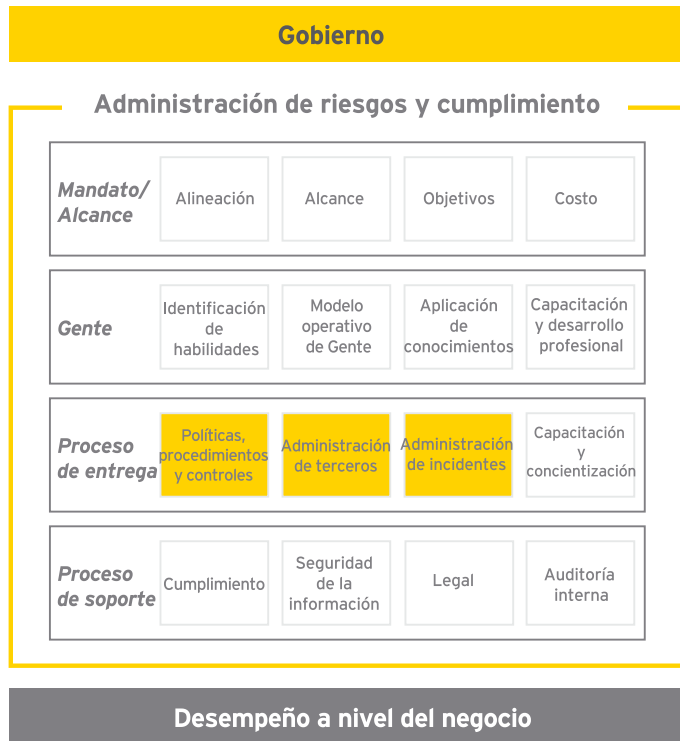 Gobierno
Administración de riesgos y cumplimiento
Mandato/
Alcance
Alineación
Alcance
Objetivos
Costo
Gente
Identificación
de
habilidades
Modelo
operativo
de Gente
Aplicación
de
conocimientos
Capacitación
y desarrollo
profesional
Proceso
de entrega
Políticas,
procedimientos
y controles
Administración
de terceros
Administración
de incidentes
Capacitación
y
concientización
Proceso
de soporte
Cumplimiento
Seguridad
de la
información
Legal
Auditoría
interna
Desempeño a nivel del negocio